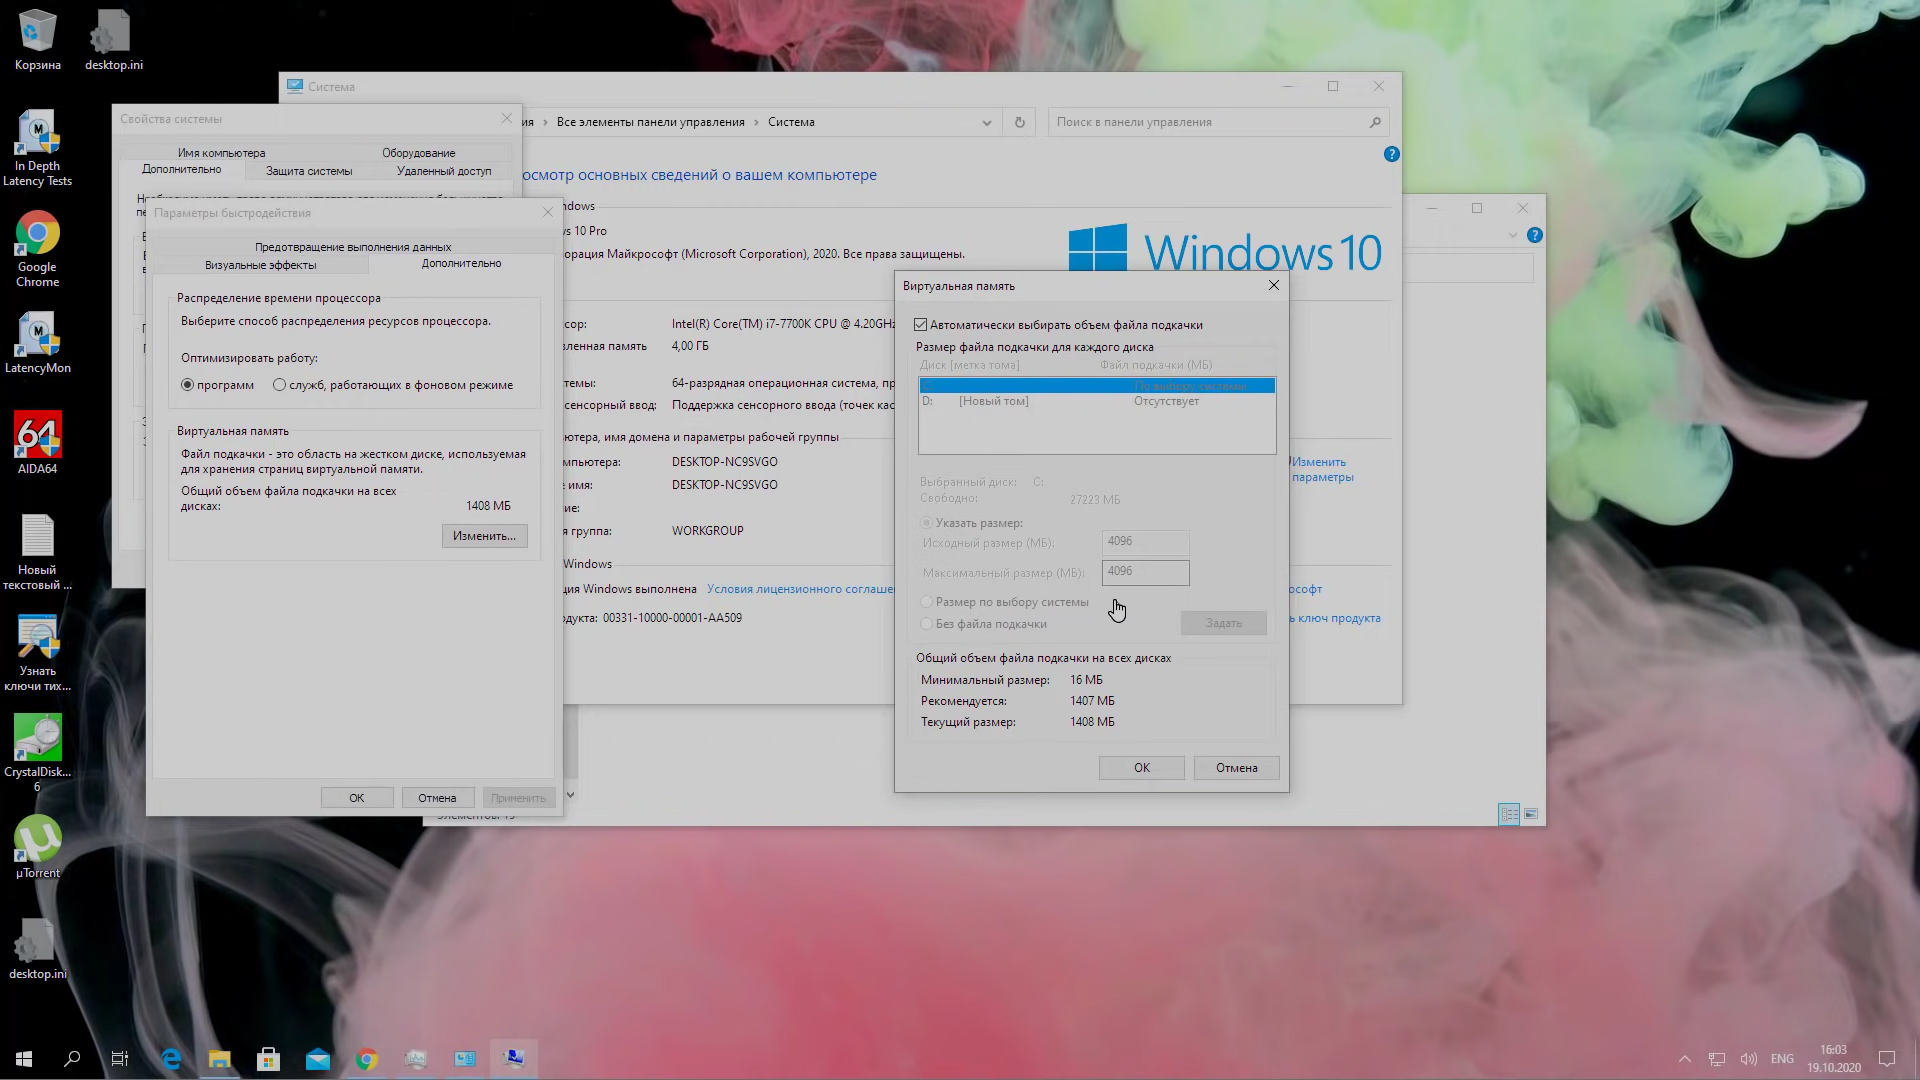 Корзина
desktop.ini
In Depth
Latency Tests
Google
Chrome
LatencyMon
64
AIDA64
Новый
текстовый ...
Узнать
ключи тих...
CrystalDisk...
6
µTorrent
desktop.ini
Система
Все элементы панели управления > Система
Поиск в панели управления
осмотр основных сведений о вашем компьютере
ndows
s 10 Pro
орация Майкрософт (Microsoft Corporation), 2020. Все права защищены.
Windows 10
сор: Intel(R) Core(TM) i7-7700K CPU @ 4.20GHz
ленная память 4,00 ГБ
стемы: 64-разрядная операционная система, пр
сенсорный ввод: Поддержка сенсорного ввода (точек кас
ютера, имя домена и параметры рабочей группы
мпьютера: DESKTOP-NC9SVGO
е имя: DESKTOP-NC9SVGO
ие:
я группа: WORKGROUP
Изменить
параметры
Windows
ция Windows выполнена Условия лицензионного соглаше
ософт
одукта: 00331-10000-00001-AA509
ь ключ продукта
Свойства системы
Имя компьютера
Оборудование
Дополнительно
Защита системы
Удаленный доступ
Параметры быстродействия
Предотвращение выполнения данных
Визуальные эффекты
Дополнительно
Распределение времени процессора
Выберите способ распределения ресурсов процессора.
Оптимизировать работу:
программ
служб, работающих в фоновом режиме
Виртуальная память
Файл подкачки - это область на жестком диске, используемая
для хранения страниц виртуальной памяти.
Общий объем файла подкачки на всех
дисках: 1408 МБ
Изменить...
ОК
Отмена
Применить
Виртуальная память
Автоматически выбирать объем файла подкачки
Размер файла подкачки для каждого диска
Диск [метка тома] Файл подкачки (МБ)
C: По выбору системы
D: [Новый том] Отсутствует
Выбранный диск: C:
Свободно: 27223 МБ
Указать размер:
Исходный размер (МБ): 4096
Максимальный размер (МБ): 4096
Размер по выбору системы
Без файла подкачки
Задать
Общий объем файла подкачки на всех дисках
Минимальный размер: 16 МБ
Рекомендуется: 1407 МБ
Текущий размер: 1408 МБ
ОК
Отмена
ENG
16:03
19.10.2020